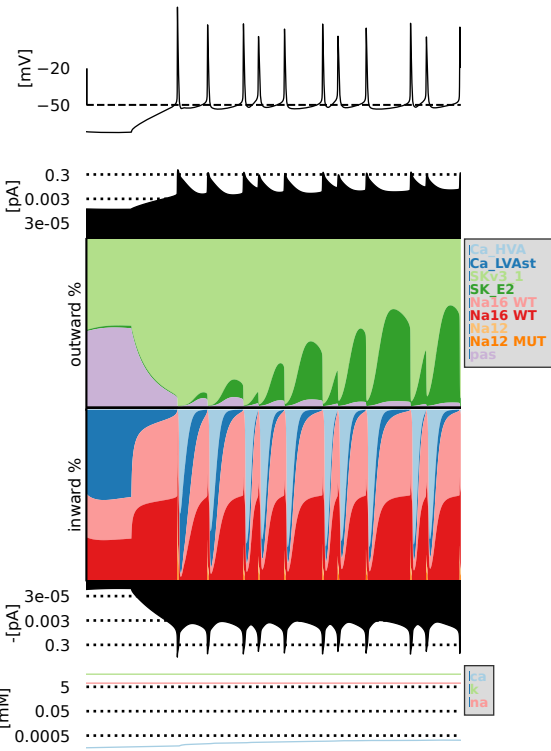 [mV]
−20
−50
[pA]
0.3
0.003
3e-05
outward %
Ca_HVA
Ca_LVAst
SKv3_1
SK_E2
Na16 WT
Na16 WT
Na12
Na12 MUT
pas
inward %
-[pA]
3e-05
0.003
0.3
[mM]
5
0.05
0.0005
ca
k
na